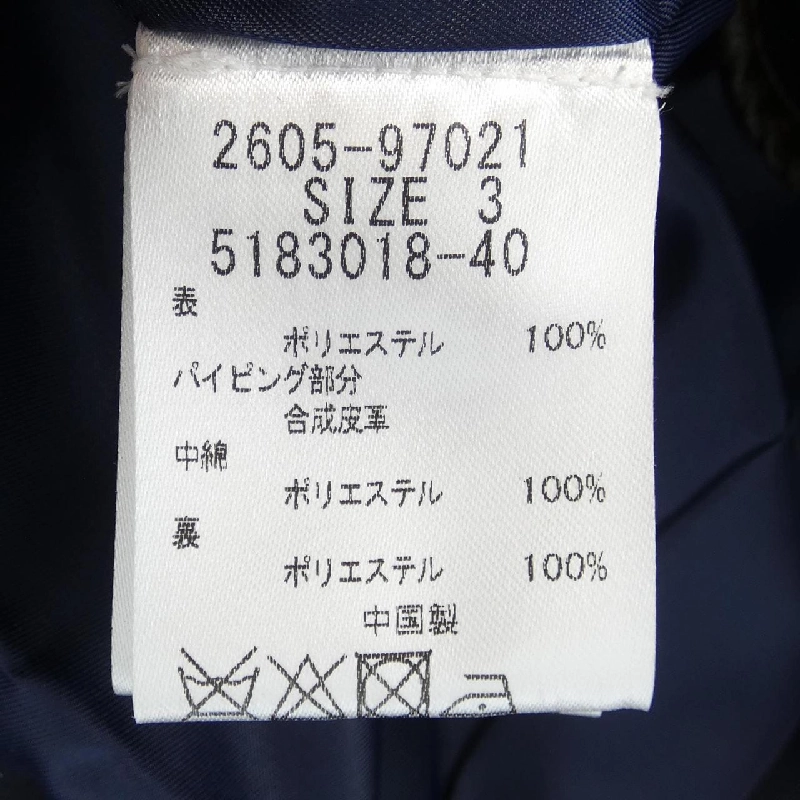 2605-97021
SIZE 3
5183018-40
表
ポリエステル 100%
パイピング部分
合成皮革
中綿
ポリエステル 100%
裏
ポリエステル 100%
中国製